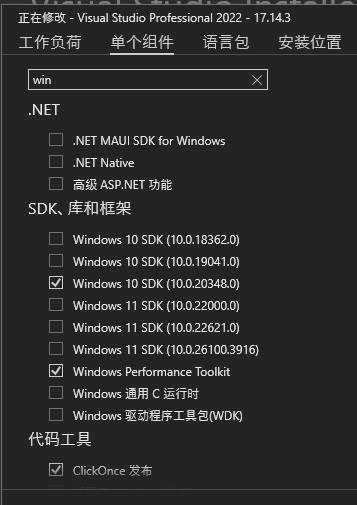 正在修改 - Visual Studio Professional 2022 - 17.14.3
工作负荷 单个组件 语言包 安装位置
win
.NET
.NET MAUI SDK for Windows
.NET Native
高级 ASP.NET 功能
SDK、库和框架
Windows 10 SDK (10.0.18362.0)
Windows 10 SDK (10.0.19041.0)
Windows 10 SDK (10.0.20348.0)
Windows 11 SDK (10.0.22000.0)
Windows 11 SDK (10.0.22621.0)
Windows 11 SDK (10.0.26100.3916)
Windows Performance Toolkit
Windows 通用 C 运行时
Windows 驱动程序工具包(WDK)
代码工具
ClickOnce 发布